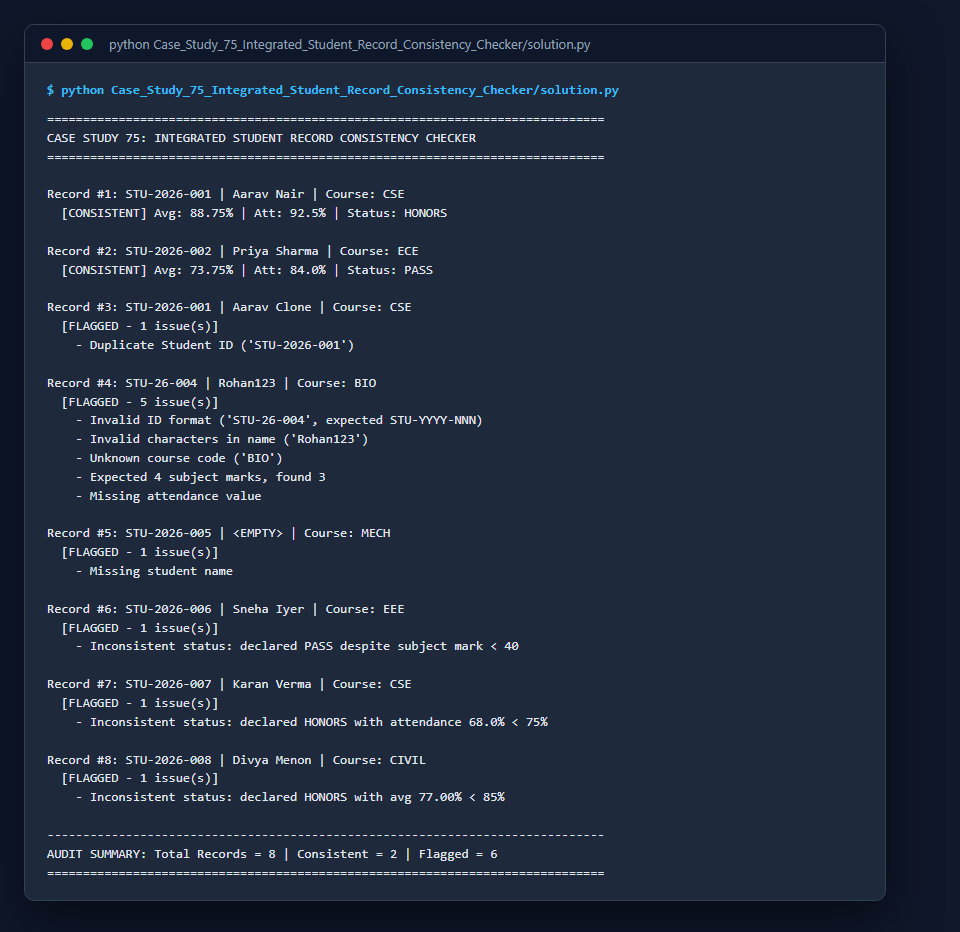 python Case_Study_75_Integrated_Student_Record_Consistency_Checker/solution.py
$ python Case_Study_75_Integrated_Student_Record_Consistency_Checker/solution.py
==============================================================================
CASE STUDY 75: INTEGRATED STUDENT RECORD CONSISTENCY CHECKER
==============================================================================
Record #1: STU-2026-001 | Aarav Nair | Course: CSE
[CONSISTENT] Avg: 88.75% | Att: 92.5% | Status: HONORS
Record #2: STU-2026-002 | Priya Sharma | Course: ECE
[CONSISTENT] Avg: 73.75% | Att: 84.0% | Status: PASS
Record #3: STU-2026-001 | Aarav Clone | Course: CSE
[FLAGGED - 1 issue(s)]
- Duplicate Student ID ('STU-2026-001')
Record #4: STU-26-004 | Rohan123 | Course: BIO
[FLAGGED - 5 issue(s)]
- Invalid ID format ('STU-26-004', expected STU-YYYY-NNN)
- Invalid characters in name ('Rohan123')
- Unknown course code ('BIO')
- Expected 4 subject marks, found 3
- Missing attendance value
Record #5: STU-2026-005 | <EMPTY> | Course: MECH
[FLAGGED - 1 issue(s)]
- Missing student name
Record #6: STU-2026-006 | Sneha Iyer | Course: EEE
[FLAGGED - 1 issue(s)]
- Inconsistent status: declared PASS despite subject mark < 40
Record #7: STU-2026-007 | Karan Verma | Course: CSE
[FLAGGED - 1 issue(s)]
- Inconsistent status: declared HONORS with attendance 68.0% < 75%
Record #8: STU-2026-008 | Divya Menon | Course: CIVIL
[FLAGGED - 1 issue(s)]
- Inconsistent status: declared HONORS with avg 77.00% < 85%
------------------------------------------------------------------------------
AUDIT SUMMARY: Total Records = 8 | Consistent = 2 | Flagged = 6
==============================================================================